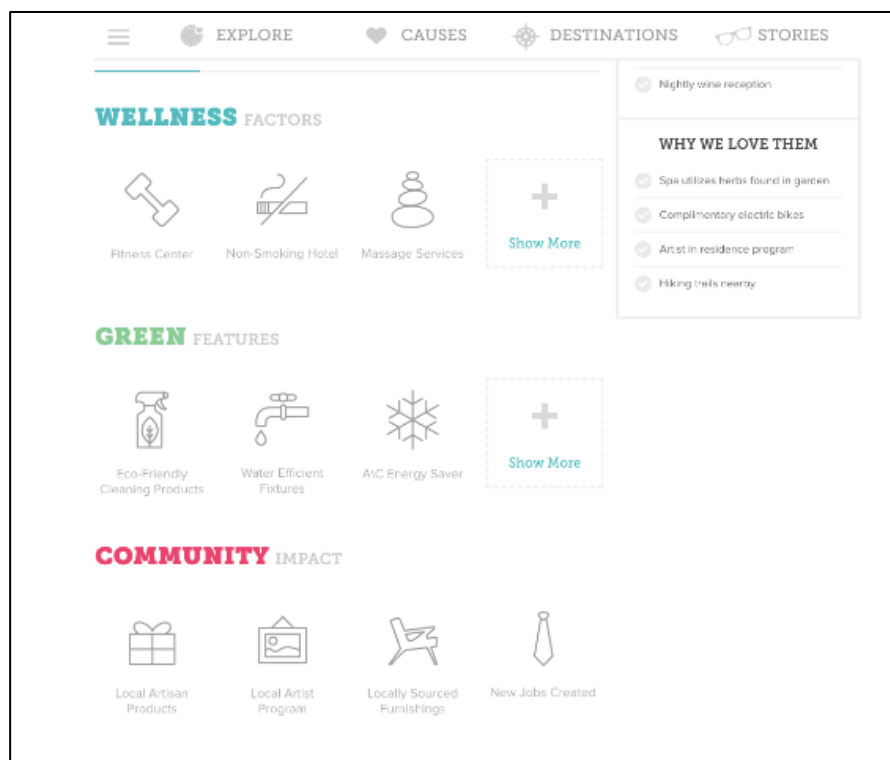 EXPLORE
CAUSES
DESTINATIONS
STORIES
Nightly wine reception
WHY WE LOVE THEM
Spa utilizes herbs found in garden
Complimentary electric bikes
Artist in residence program
Hiking trails nearby
WELLNESS FACTORS
Fitness Center
Non-Smoking Hotel
Massage Services
Show More
GREEN FEATURES
Eco-Friendly
Cleaning Products
Water Efficient
Fixtures
A\C Energy Saver
Show More
COMMUNITY IMPACT
Local Artisan
Products
Local Artist
Program
Locally Sourced
Furnishings
New Jobs Created